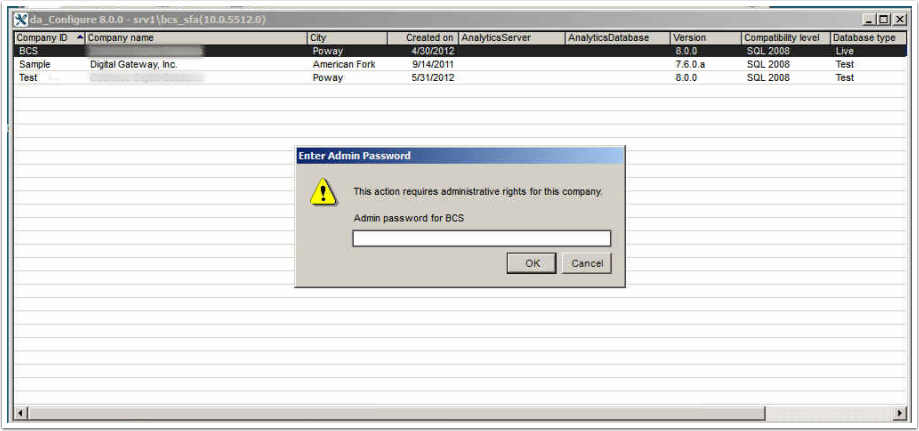 da_Configure 8.0.0 - srv1\bcs_sfa(10.0.5512.0)
Company ID Company name City Created on AnalyticsServer AnalyticsDatabase Version Compatibility level Database type
BCS Poway 4/30/2012 8.0.0 SQL 2008 Live
Sample Digital Gateway, Inc. American Fork 9/14/2011 7.6.0.a SQL 2008 Test
Test Poway 5/31/2012 8.0.0 SQL 2008 Test
Enter Admin Password
This action requires administrative rights for this company.
Admin password for BCS
OK Cancel